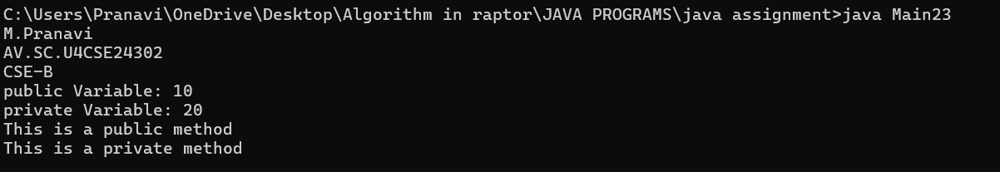 C:\Users\Pranavi\OneDrive\Desktop\Algorithm in raptor\JAVA PROGRAMS\java assignment>java Main23
M.Pranavi
AV.SC.U4CSE24302
CSE-B
public Variable: 10
private Variable: 20
This is a public method
This is a private method